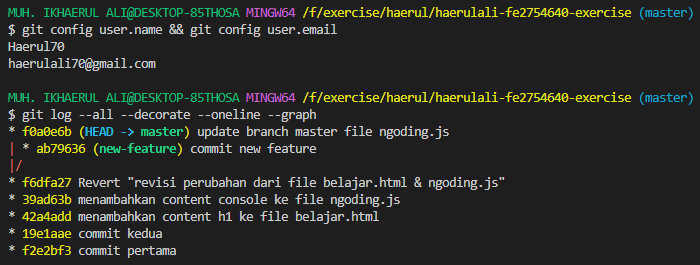 MUH. IKHAERUL ALI@DESKTOP-85THOSA MINGW64 /f/exercise/haerul/haerulali-fe2754640-exercise (master)
$ git config user.name && git config user.email
Haerul70
haerulali70@gmail.com

MUH. IKHAERUL ALI@DESKTOP-85THOSA MINGW64 /f/exercise/haerul/haerulali-fe2754640-exercise (master)
$ git log --all --decorate --oneline --graph
* f0a0e6b (HEAD -> master) update branch master file ngoding.js
| * ab79636 (new-feature) commit new feature
|/
* f6dfa27 Revert "revisi perubahan dari file belajar.html & ngoding.js"
* 39ad63b menambahkan content console ke file ngoding.js
* 42a4add menambahkan content h1 ke file belajar.html
* 19e1aae commit kedua
* f2e2bf3 commit pertama